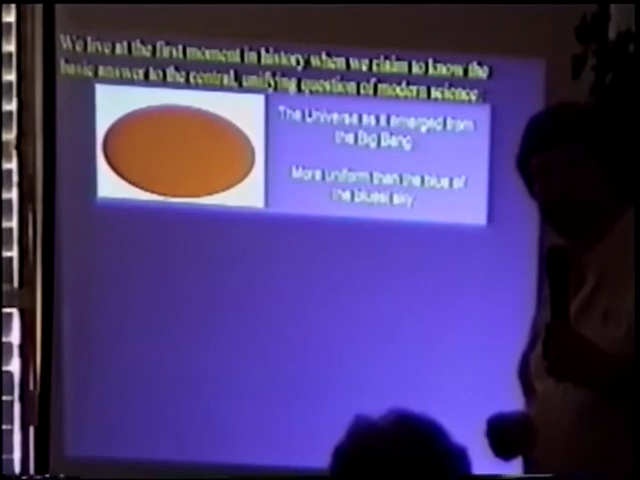 We live at the first moment in history when we claim to know the
basic answer to the central, unifying question of modern science
The Universe as it emerged from
the Big Bang
More uniform than the blue of
the bluest sky.